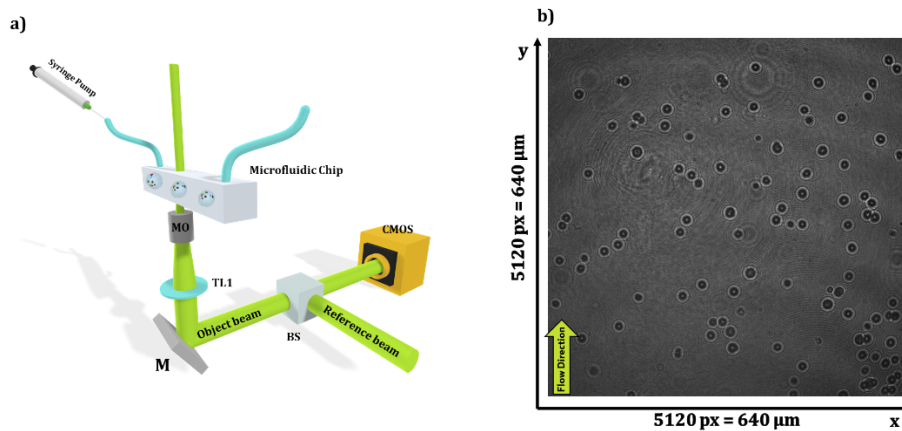 a)
Syringe Pump
Microfluidic Chip
MO
CMOS
TL1
Object beam
BS
Reference beam
M
b)
y
5120 px = 640 μm
Flow Direction
5120 px = 640 μm
x